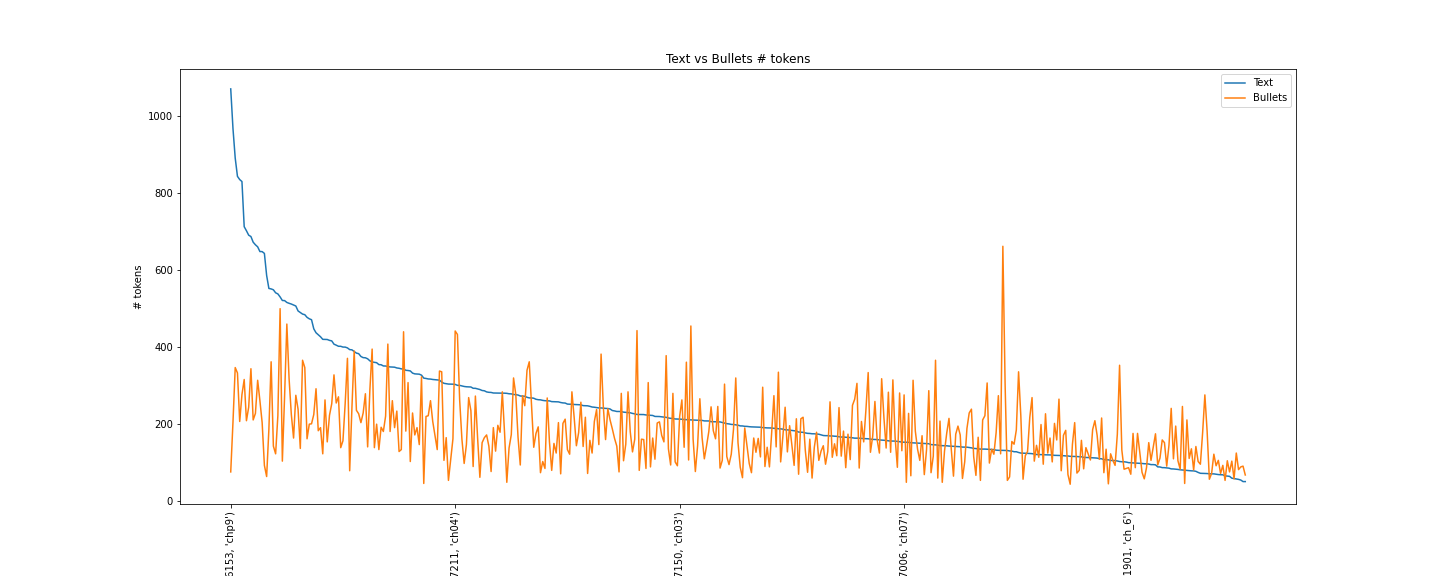 Text vs Bullets # tokens
Text
Bullets
# tokens
1000
800
600
400
200
0
6153, 'chp9')
7211, 'ch04')
7150, 'ch03')
7006, 'ch07')
1901, 'ch_6')